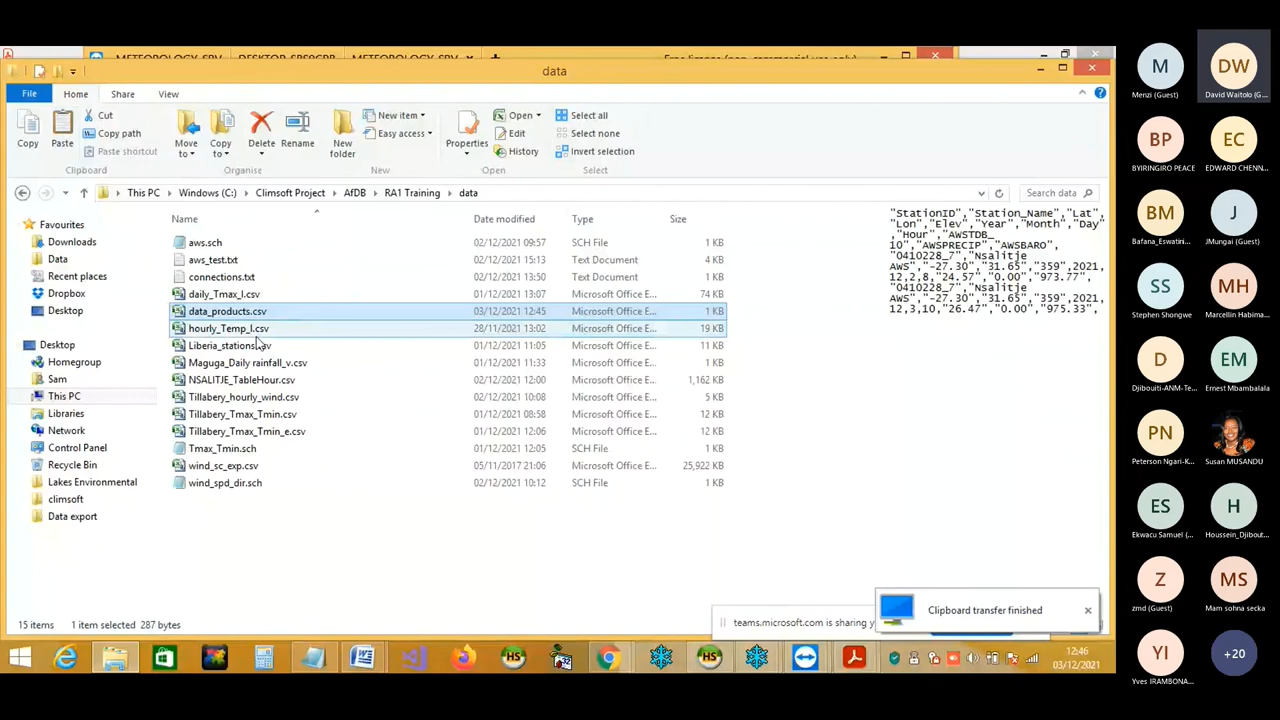 METEOROLOGY-SRV
DESKTOP-SB9GBPB
METEOROLOGY-SRV
Free license (non-commercial use only)
data
File
Home
Share
View
Copy
Paste
Cut
Copy path
Paste shortcut
Clipboard
Move to
Copy to
Delete
Rename
Organise
New folder
New item
Easy access
New
Properties
Open
Edit
History
Open
Select all
Select none
Invert selection
Select
This PC
Windows (C:)
Climsoft Project
AfDB
RA1 Training
data
Search data
Favourites
Downloads
Data
Recent places
Dropbox
Desktop
Desktop
Homegroup
Sam
This PC
Libraries
Network
Control Panel
Recycle Bin
Lakes Environmental
climsoft
Data export
Name Date modified Type Size
aws.sch 02/12/2021 09:57 SCH File 1 KB
aws_test.txt 02/12/2021 15:13 Text Document 4 KB
connections.txt 02/12/2021 13:50 Text Document 1 KB
daily_Tmax_l.csv 01/12/2021 13:07 Microsoft Office E... 74 KB
data_products.csv 03/12/2021 12:45 Microsoft Office E... 1 KB
hourly_Temp_l.csv 28/11/2021 13:02 Microsoft Office E... 19 KB
Liberia_stations.csv 01/12/2021 11:05 Microsoft Office E... 11 KB
Maguga_Daily rainfall_v.csv 01/12/2021 11:33 Microsoft Office E... 3 KB
NSALITJE_TableHour.csv 02/12/2021 12:00 Microsoft Office E... 1,162 KB
Tillabery_hourly_wind.csv 02/12/2021 10:08 Microsoft Office E... 5 KB
Tillabery_Tmax_Tmin.csv 01/12/2021 08:58 Microsoft Office E... 12 KB
Tillabery_Tmax_Tmin_e.csv 01/12/2021 12:06 Microsoft Office E... 12 KB
Tmax_Tmin.sch 01/12/2021 12:05 SCH File 1 KB
wind_sc_exp.csv 05/11/2017 21:06 Microsoft Office E... 25,922 KB
wind_spd_dir.sch 02/12/2021 10:12 SCH File 1 KB
"StationID","Station_Name","Lat",
"Lon","Elev","Year","Month","Day"
,"Hour","AWSTDB_
10","AWSPRECIP","AWSBARO"
"0410228_7","Nsalitje
AWS","-27.30","31.65","359",2021,
12,2,8,"24.57","0.00","973.77"
"0410228_7","Nsalitje
AWS","-27.30","31.65","359",2021,
12,3,10,"26.47","0.00","975.33",
15 items 1 item selected 287 bytes
teams.microsoft.com is sharing y
Clipboard transfer finished
12:46
03/12/2021
M
Menzi (Guest)
DW
David Waitolo (G...
BP
BYIRINGIRO PEACE
EC
EDWARD CHENN...
BM
Bafana_Eswatini...
J
JMungai (Guest)
SS
Stephen Shongwe
MH
Marcellin Habima...
D
Djibouti-ANM-Te...
EM
Ernest Mbambalala
PN
Peterson Ngari-K...
Susan MUSANDU
ES
Ekwacu Samuel (...
H
Houssein_Djibout...
Z
zmd (Guest)
MS
Mam sohna secka
YI
Yves IRAMBONA...
+20